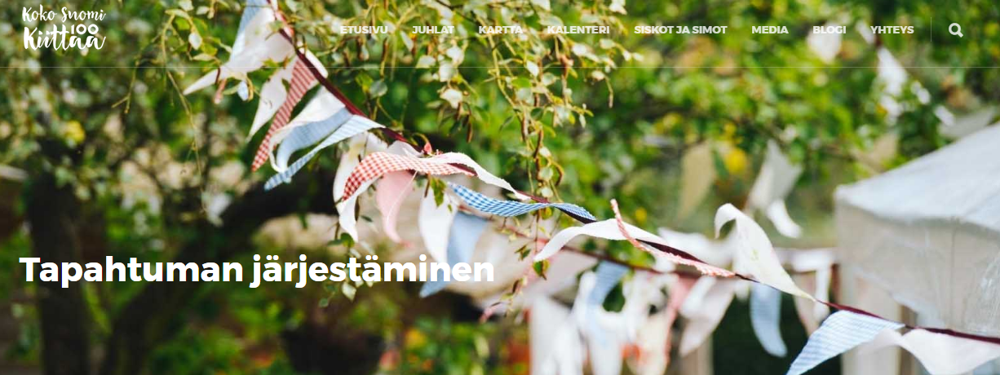 Koko Suomi
Kiittää 100
ETUSIVU JUHLAT KARTTA KALENTERI SISKOT JA SIMOT MEDIA BLOGI YHTEYS
Tapahtuman järjestäminen